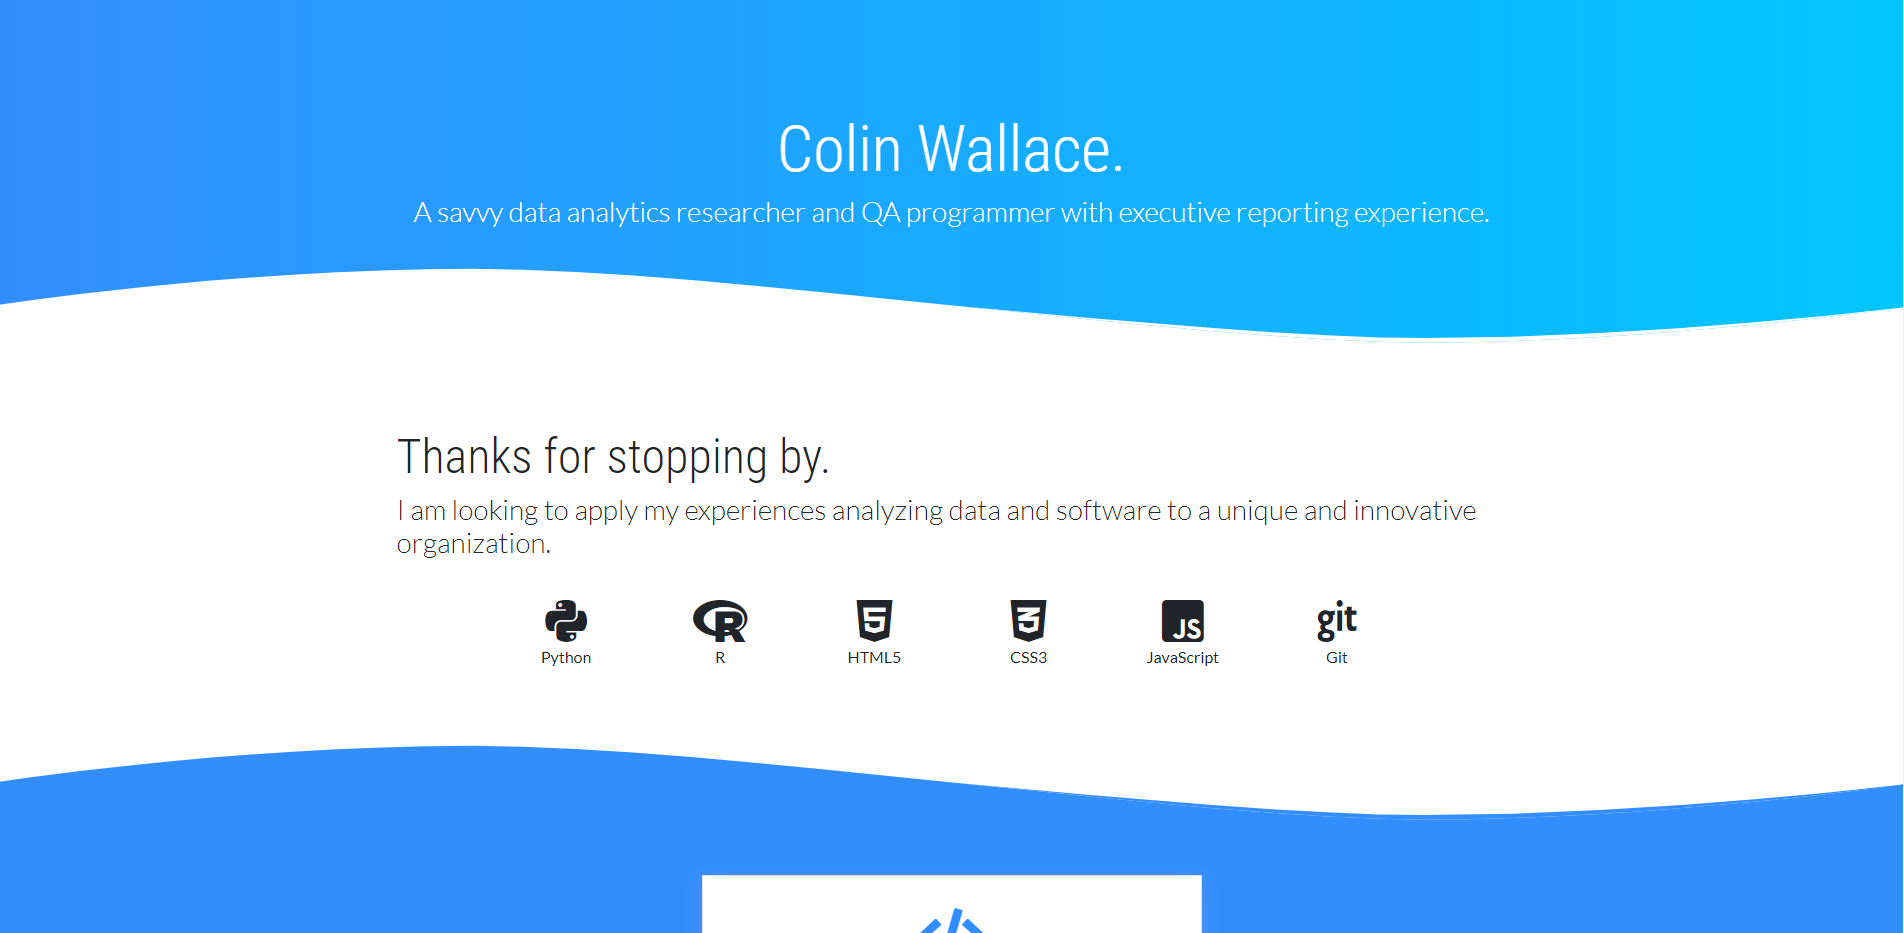 Colin Wallace.
A savvy data analytics researcher and QA programmer with executive reporting experience.
Thanks for stopping by.
I am looking to apply my experiences analyzing data and software to a unique and innovative
organization.
5 3 JS git
Python R HTML5 CSS3 JavaScript Git